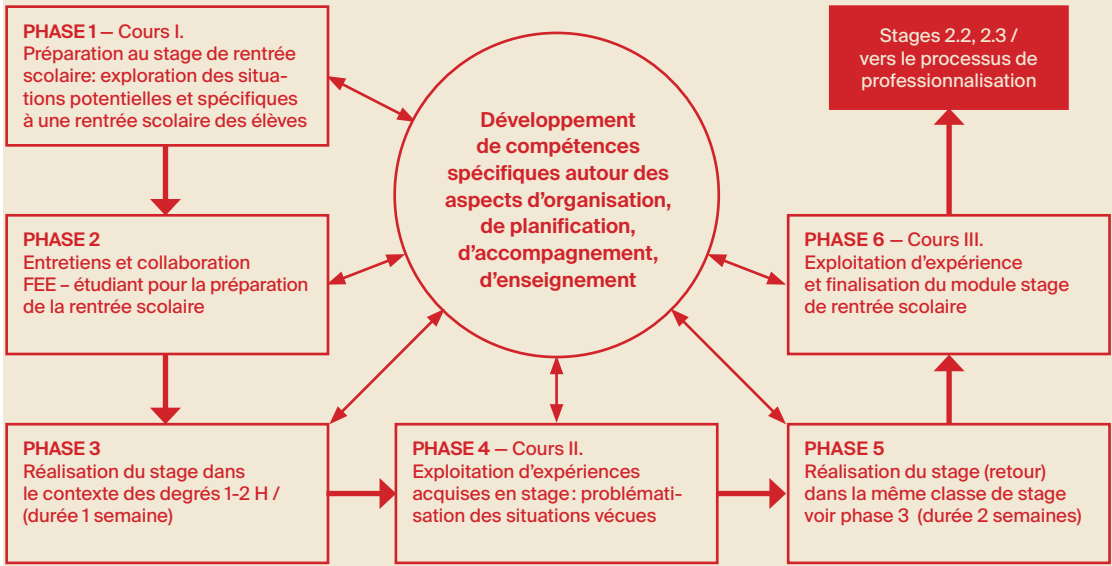 PHASE 1 — Cours I.
Préparation au stage de rentrée
scolaire: exploration des situa-
tions potentielles et spécifiques
à une rentrée scolaire des élèves
PHASE 2
Entretiens et collaboration
FEE – étudiant pour la préparation
de la rentrée scolaire
PHASE 3
Réalisation du stage dans
le contexte des degrés 1-2 H /
(durée 1 semaine)
Développement
de compétences
spécifiques autour des
aspects d’organisation,
de planification,
d’accompagnement,
d’enseignement
PHASE 4 — Cours II.
Exploitation d’expériences
acquises en stage : problémati-
sation des situations vécues
PHASE 5
Réalisation du stage (retour)
dans la même classe de stage
voir phase 3 (durée 2 semaines)
PHASE 6 — Cours III.
Exploitation d’expérience
et finalisation du module stage
de rentrée scolaire
Stages 2.2, 2.3 /
vers le processus de
professionnalisation